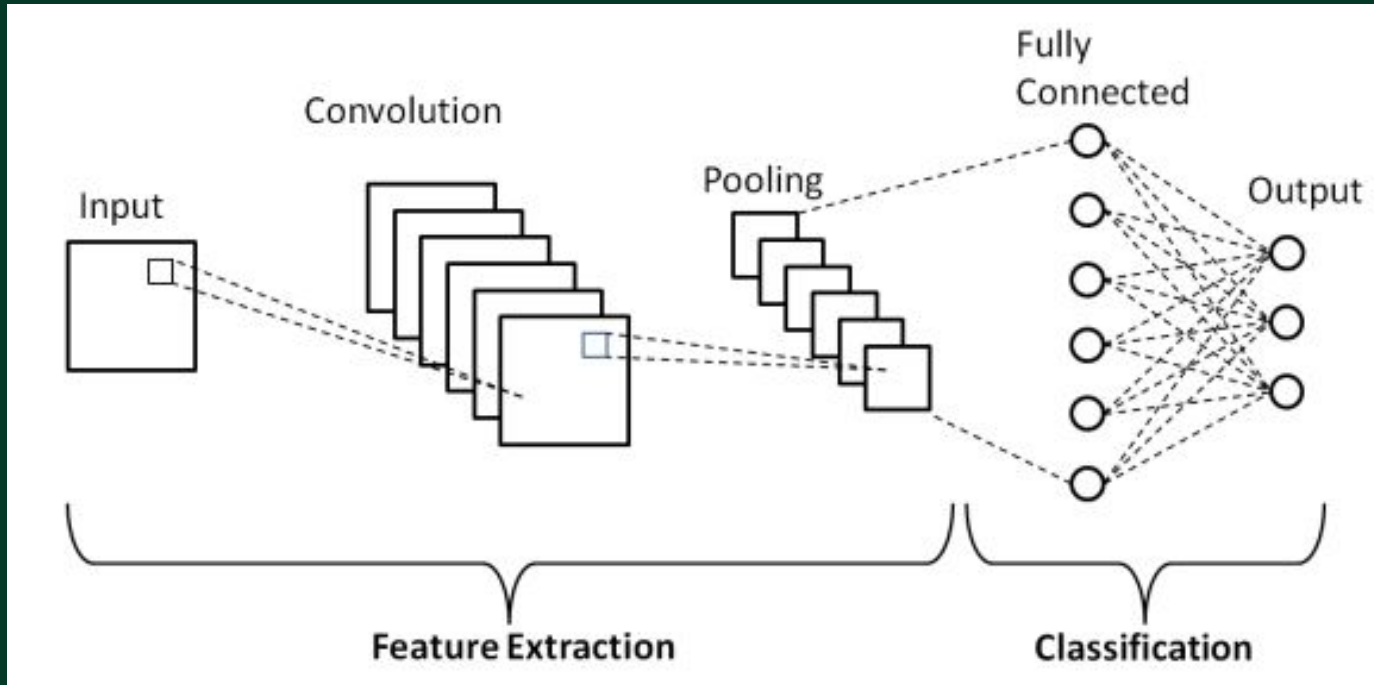 Input
Convolution
Pooling
Fully
Connected
Output
Feature Extraction
Classification